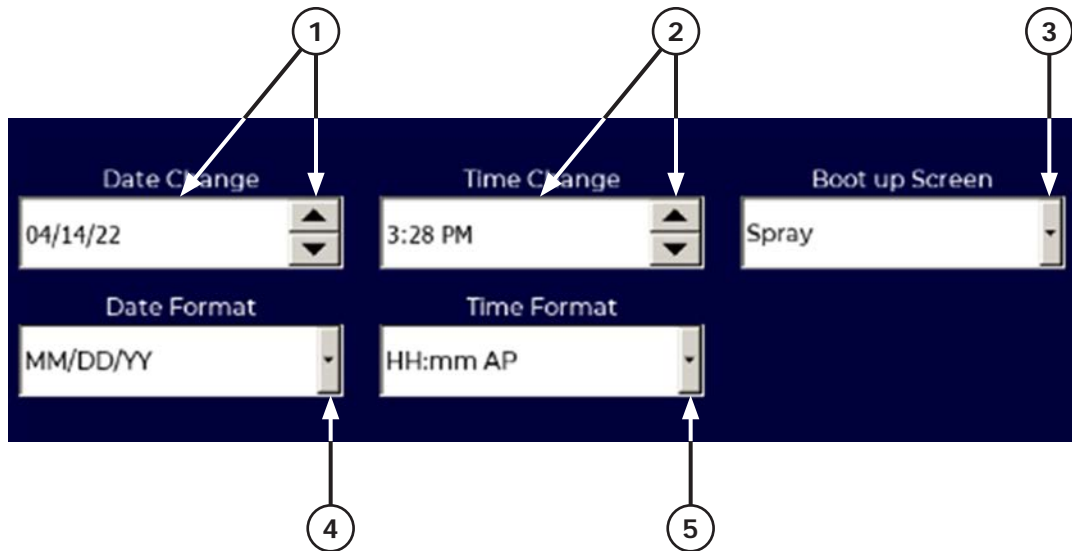 1 2 3
Date Change Time Change Boot up Screen
04/14/22 3:28 PM Spray
Date Format Time Format
MM/DD/YY HH:mm AP
4 5